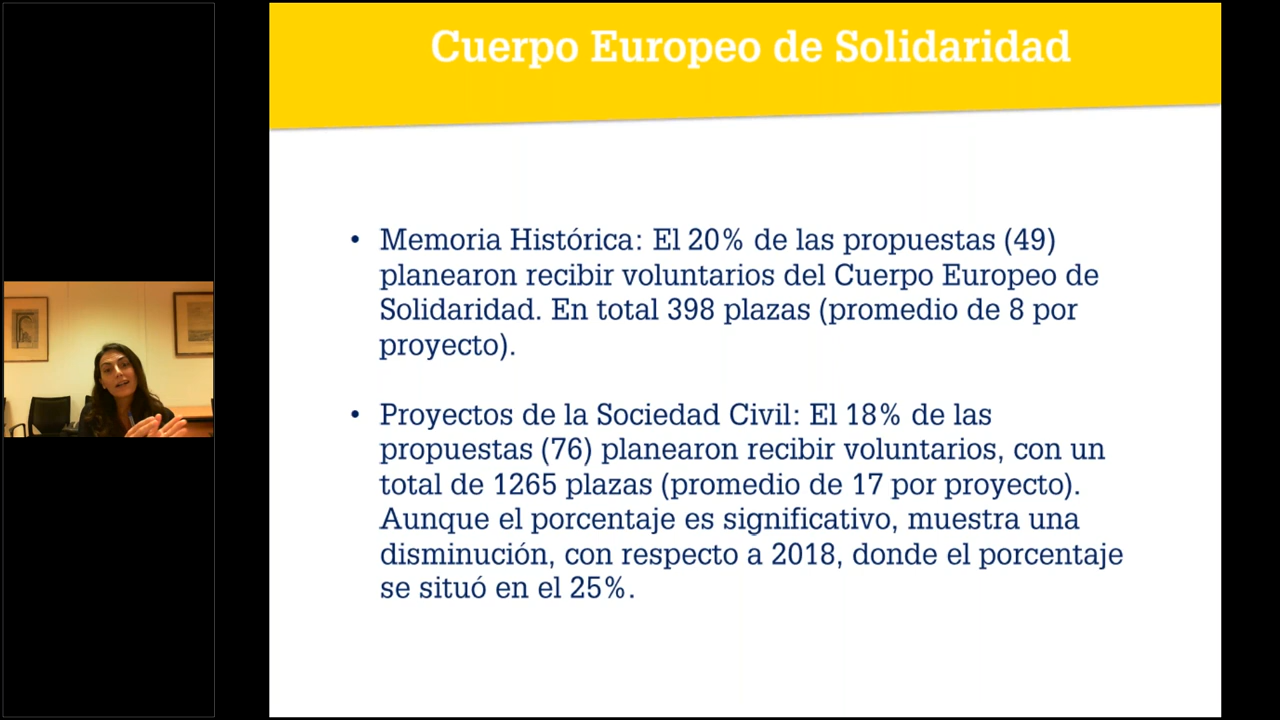 Cuerpo Europeo de Solidaridad
• Memoria Histórica: El 20% de las propuestas (49)
planearon recibir voluntarios del Cuerpo Europeo de
Solidaridad. En total 398 plazas (promedio de 8 por
proyecto).
• Proyectos de la Sociedad Civil: El 18% de las
propuestas (76) planearon recibir voluntarios, con un
total de 1265 plazas (promedio de 17 por proyecto).
Aunque el porcentaje es significativo, muestra una
disminución, con respecto a 2018, donde el porcentaje
se situó en el 25%.